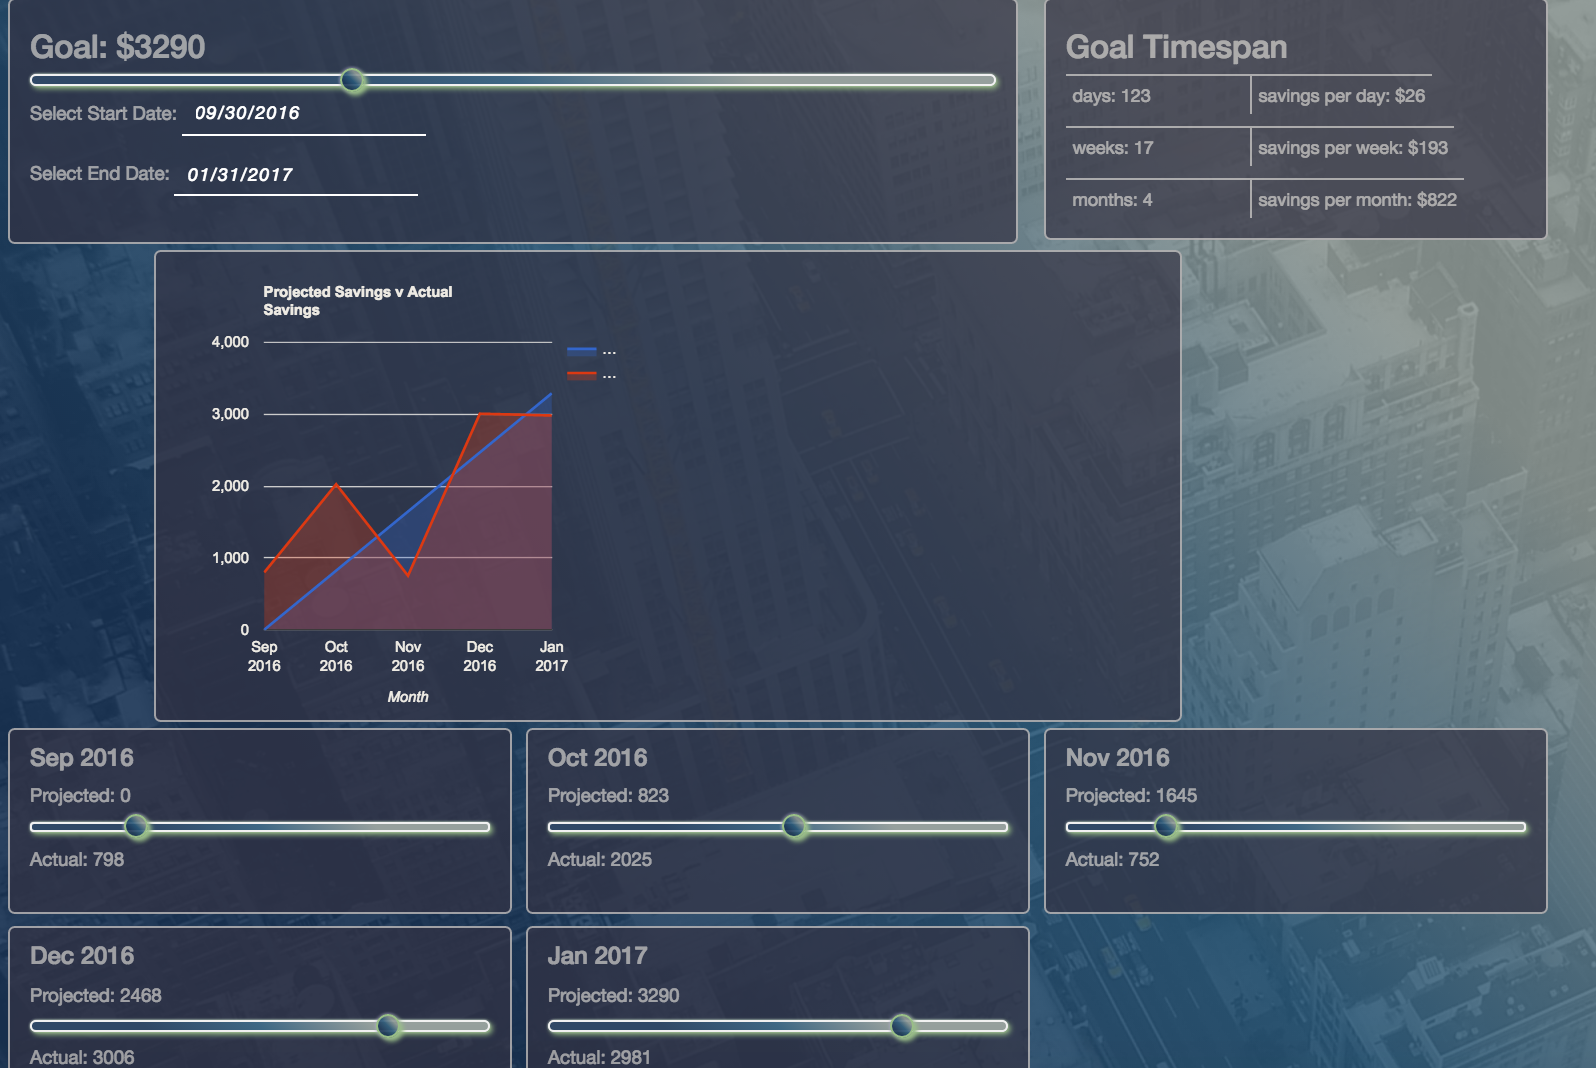 Goal: $3290
Select Start Date: 09/30/2016
Select End Date: 01/31/2017
Goal Timespan
days: 123 savings per day: $26
weeks: 17 savings per week: $193
months: 4 savings per month: $822
Projected Savings v Actual
Savings
4,000
3,000
2,000
1,000
0
...
...
Sep Oct Nov Dec Jan
2016 2016 2016 2016 2017
Month
Sep 2016
Projected: 0
Actual: 798
Oct 2016
Projected: 823
Actual: 2025
Nov 2016
Projected: 1645
Actual: 752
Dec 2016
Projected: 2468
Actual: 3006
Jan 2017
Projected: 3290
Actual: 2981